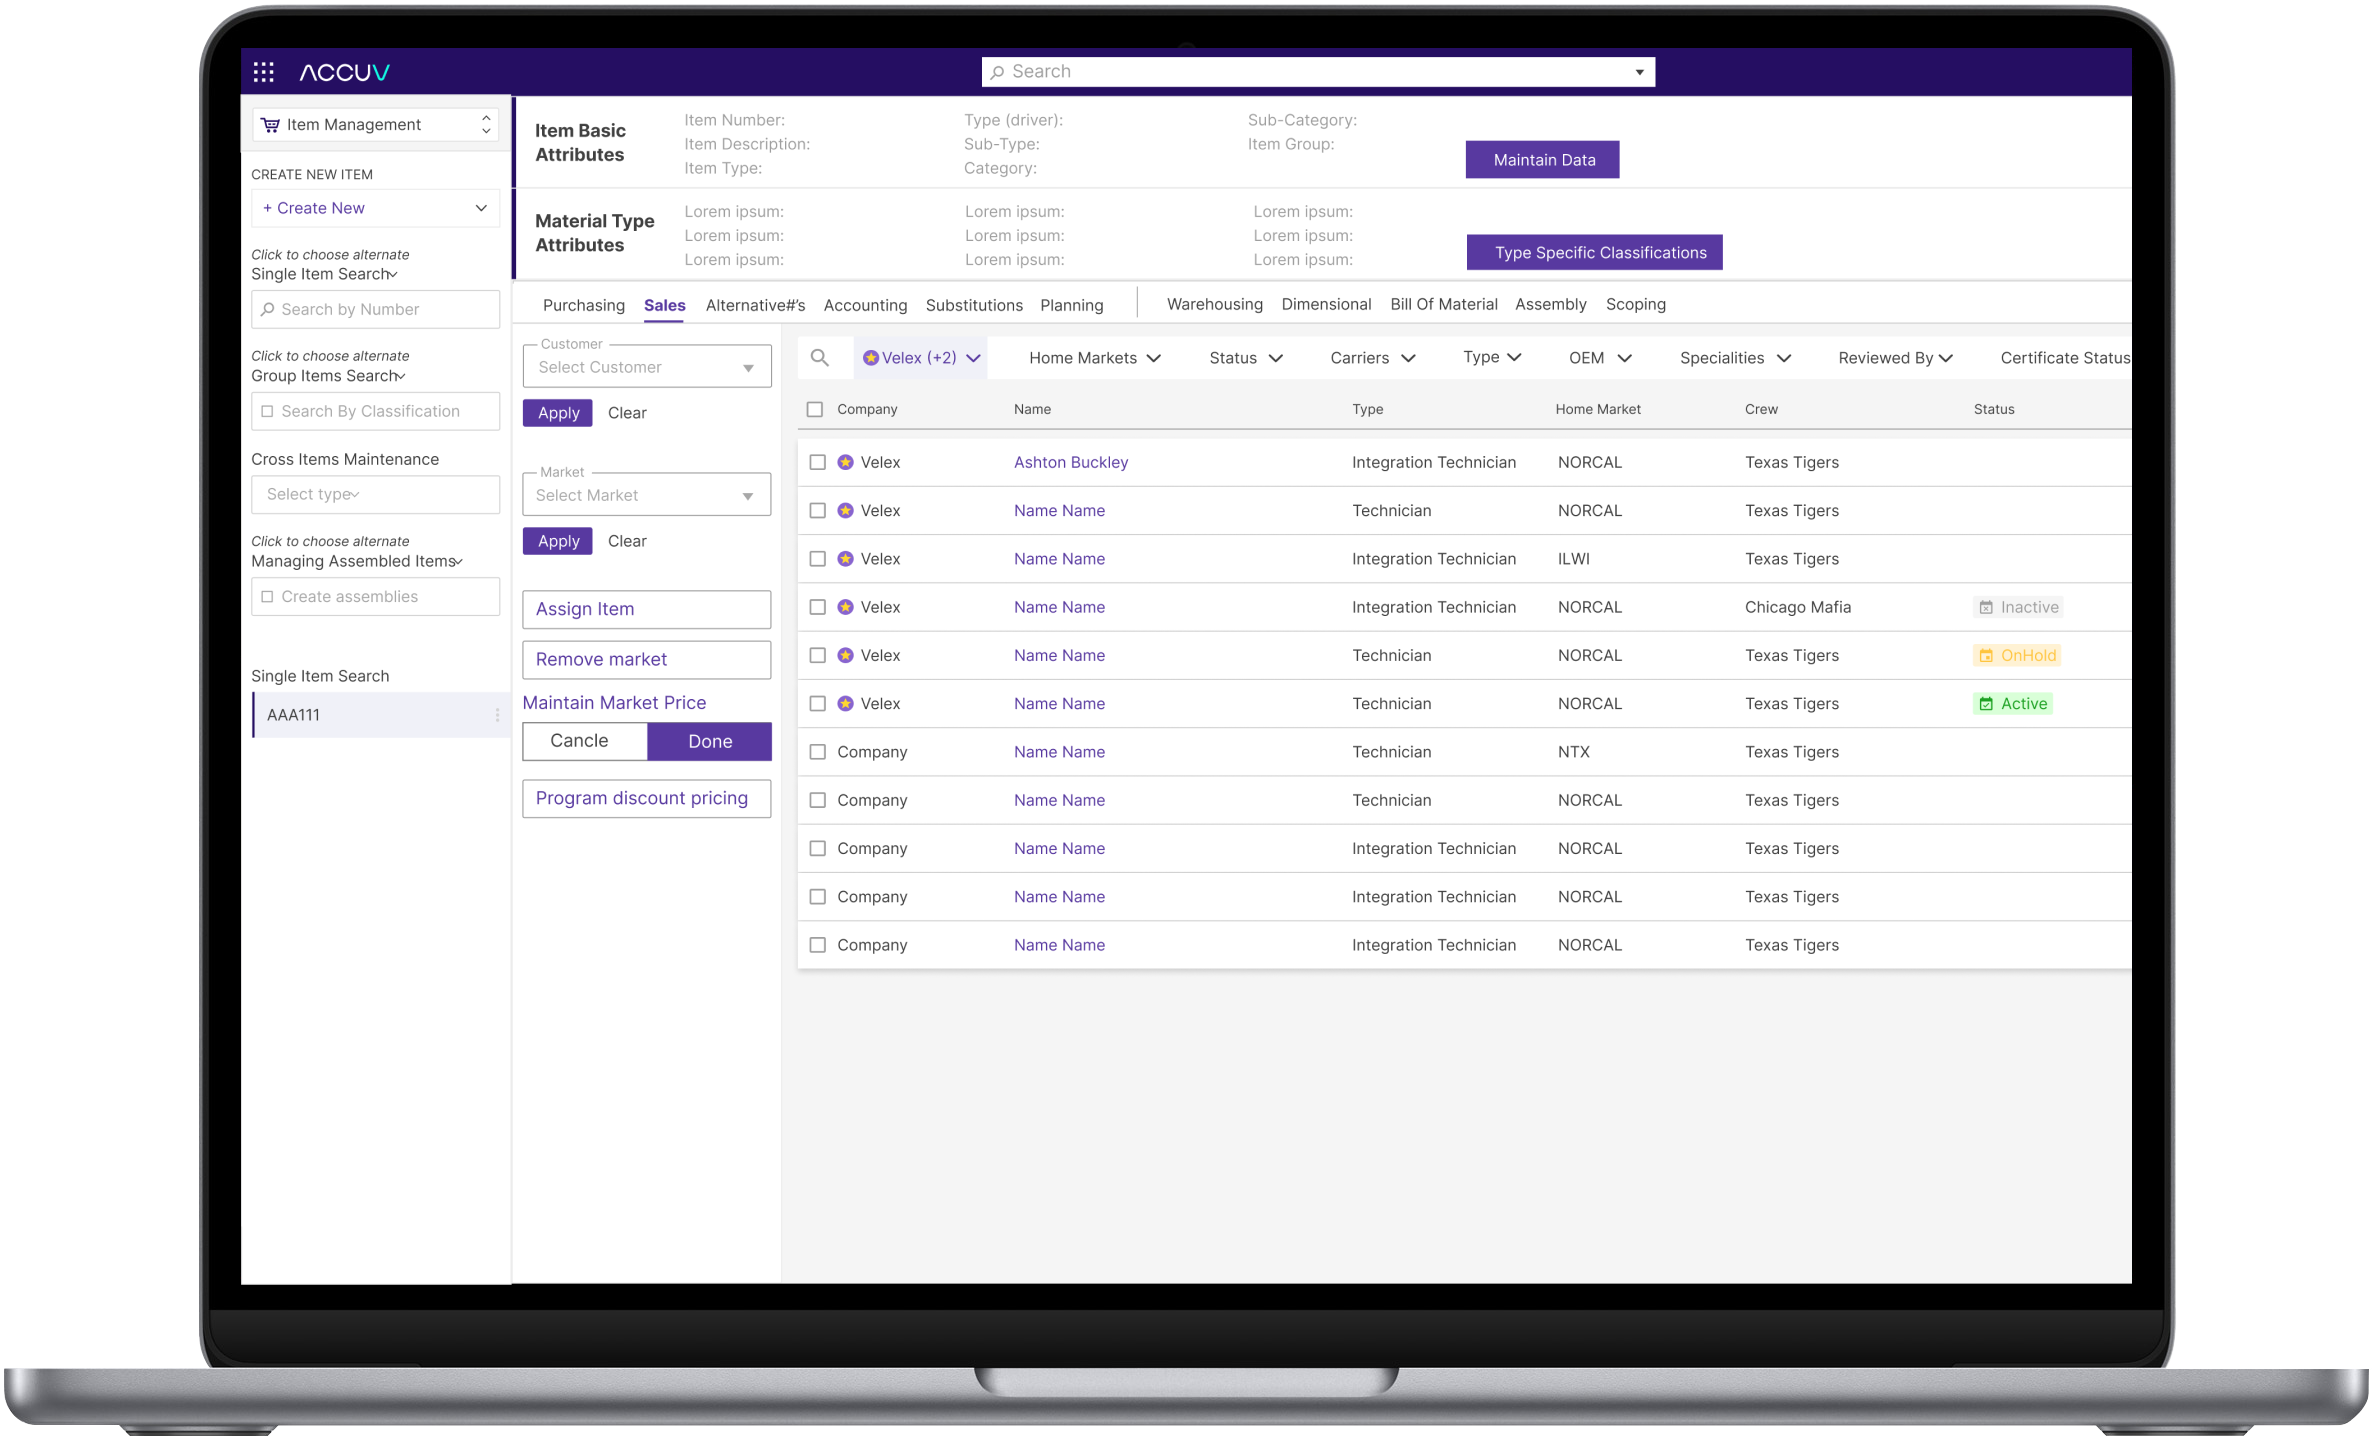 ACCUV
Search
Item Management
CREATE NEW ITEM
+ Create New
Click to choose alternate
Single Item Search
Search by Number
Click to choose alternate
Group Items Search
Search By Classification
Cross Items Maintenance
Select type
Click to choose alternate
Managing Assembled Items
Create assemblies
Single Item Search
AAA111
Item Basic Attributes
Item Number:
Item Description:
Item Type:
Type (driver):
Sub-Type:
Category:
Sub-Category:
Item Group:
Maintain Data
Material Type Attributes
Lorem ipsum:
Lorem ipsum:
Lorem ipsum:
Lorem ipsum:
Lorem ipsum:
Lorem ipsum:
Lorem ipsum:
Lorem ipsum:
Lorem ipsum:
Type Specific Classifications
Purchasing Sales Alternative#'s Accounting Substitutions Planning Warehousing Dimensional Bill Of Material Assembly Scoping
Customer
Select Customer
Apply Clear
Market
Select Market
Apply Clear
Assign Item
Remove market
Maintain Market Price
Cancle Done
Program discount pricing
Velex (+2) Home Markets Status Carriers Type OEM Specialities Reviewed By Certificate Status
Company Name Type Home Market Crew Status
Velex Ashton Buckley Integration Technician NORCAL Texas Tigers
Velex Name Name Technician NORCAL Texas Tigers
Velex Name Name Integration Technician ILWI Texas Tigers
Velex Name Name Integration Technician NORCAL Chicago Mafia Inactive
Velex Name Name Technician NORCAL Texas Tigers OnHold
Velex Name Name Technician NORCAL Texas Tigers Active
Company Name Name Technician NTX Texas Tigers
Company Name Name Technician NORCAL Texas Tigers
Company Name Name Integration Technician NORCAL Texas Tigers
Company Name Name Integration Technician NORCAL Texas Tigers
Company Name Name Integration Technician NORCAL Texas Tigers